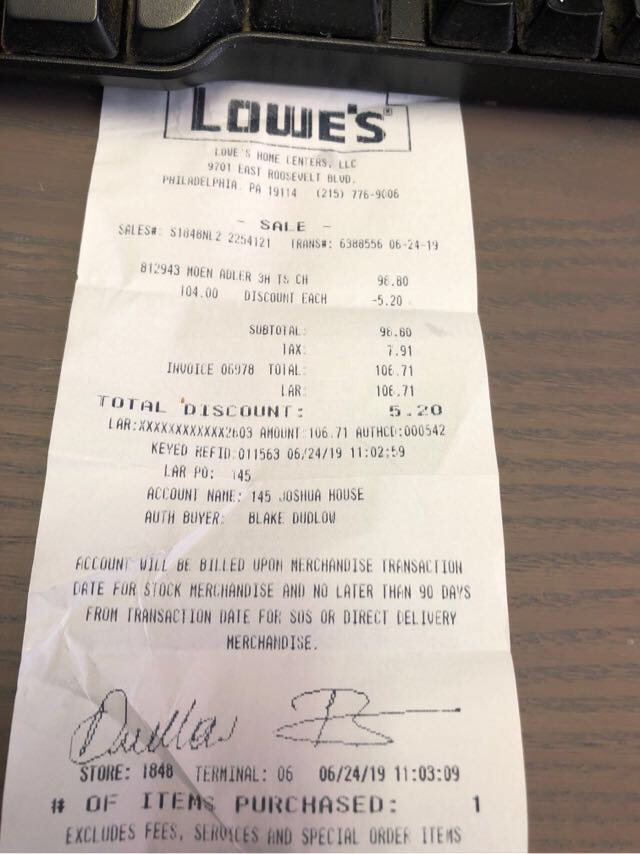 LOWE'S®
LOWE'S HOME CENTERS, LLC
9701 EAST ROOSEVELT BLVD.
PHILADELPHIA, PA 19114 (215) 776-9006
- SALE -
SALES#: S1848NL2 2254121 TRANS#: 6388556 06-24-19
812943 MOEN ADLER 3H TS CH 98.80
104.00 DISCOUNT EACH -5.20
SUBTOTAL: 98.80
TAX: 7.91
INVOICE 06978 TOTAL: 106.71
LAR: 106.71
TOTAL DISCOUNT: 5.20
LAR:XXXXXXXXXXXX2603 AMOUNT:106.71 AUTHCD:000542
KEYED REFID:011563 06/24/19 11:02:59
LAR PO: 145
ACCOUNT NAME: 145 JOSHUA HOUSE
AUTH BUYER: BLAKE DUDLOW
ACCOUNT WILL BE BILLED UPON MERCHANDISE TRANSACTION
DATE FOR STOCK MERCHANDISE AND NO LATER THAN 90 DAYS
FROM TRANSACTION DATE FOR SOS OR DIRECT DELIVERY
MERCHANDISE.
STORE: 1848 TERMINAL: 06 06/24/19 11:03:09
# OF ITEMS PURCHASED: 1
EXCLUDES FEES, SERVICES AND SPECIAL ORDER ITEMS